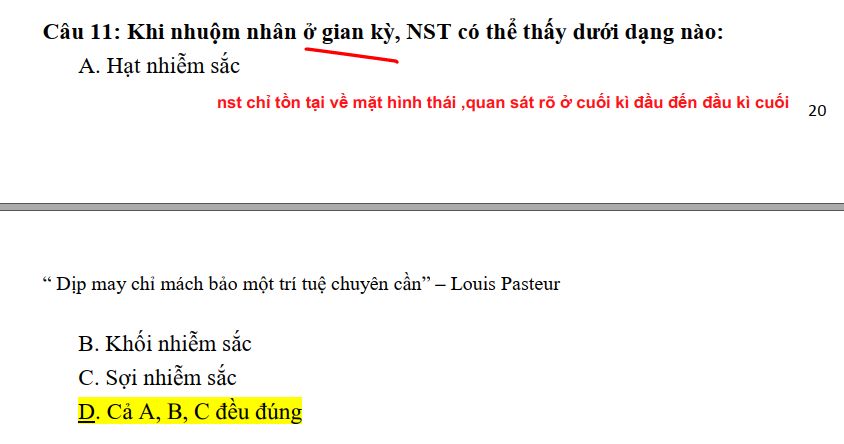 Câu 11: Khi nhuộm nhân ở gian kỳ, NST có thể thấy dưới dạng nào:
A. Hạt nhiễm sắc
nst chỉ tồn tại về mặt hình thái ,quan sát rõ ở cuối kì đầu đến đầu kì cuối
20
“ Dịp may chỉ mách bảo một trí tuệ chuyên cần” – Louis Pasteur
B. Khối nhiễm sắc
C. Sợi nhiễm sắc
D. Cả A, B, C đều đúng